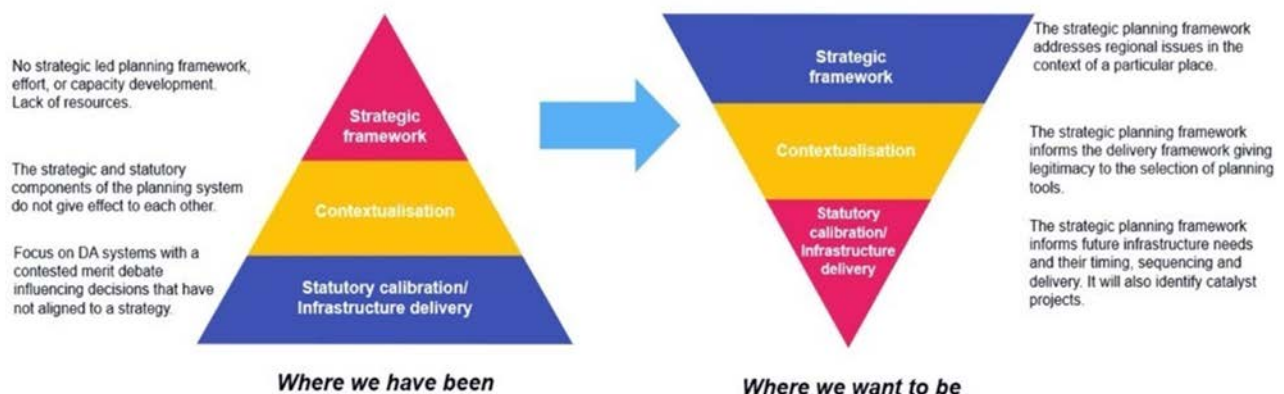 No strategic led planning framework,
effort, or capacity development.
Lack of resources.
The strategic and statutory
components of the planning system
do not give effect to each other.
Focus on DA systems with a
contested merit debate
influencing decisions that have
not aligned to a strategy.
Strategic
framework
Contextualisation
Statutory calibration/
Infrastructure delivery
Where we have been
Strategic
framework
Contextualisation
Statutory
calibration/
Infrastructure
delivery
Where we want to be
The strategic planning framework
addresses regional issues in the
context of a particular place.
The strategic planning framework
informs the delivery framework giving
legitimacy to the selection of planning
tools.
The strategic planning framework
informs future infrastructure needs
and their timing, sequencing and
delivery. It will also identify catalyst
projects.